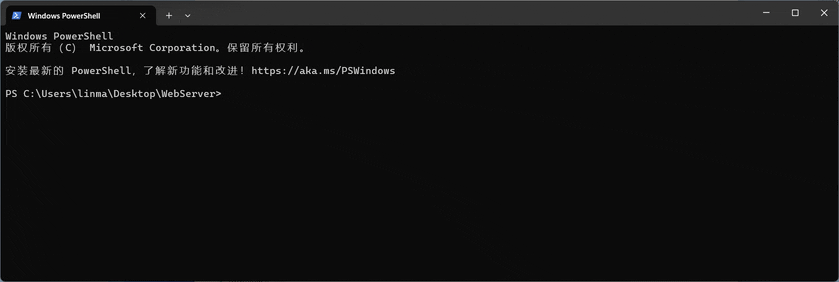 Windows PowerShell
Windows PowerShell
版权所有 (C)  Microsoft Corporation。保留所有权利。
安装最新的 PowerShell，了解新功能和改进！https://aka.ms/PSWindows
PS C:\Users\linma\Desktop\WebServer>